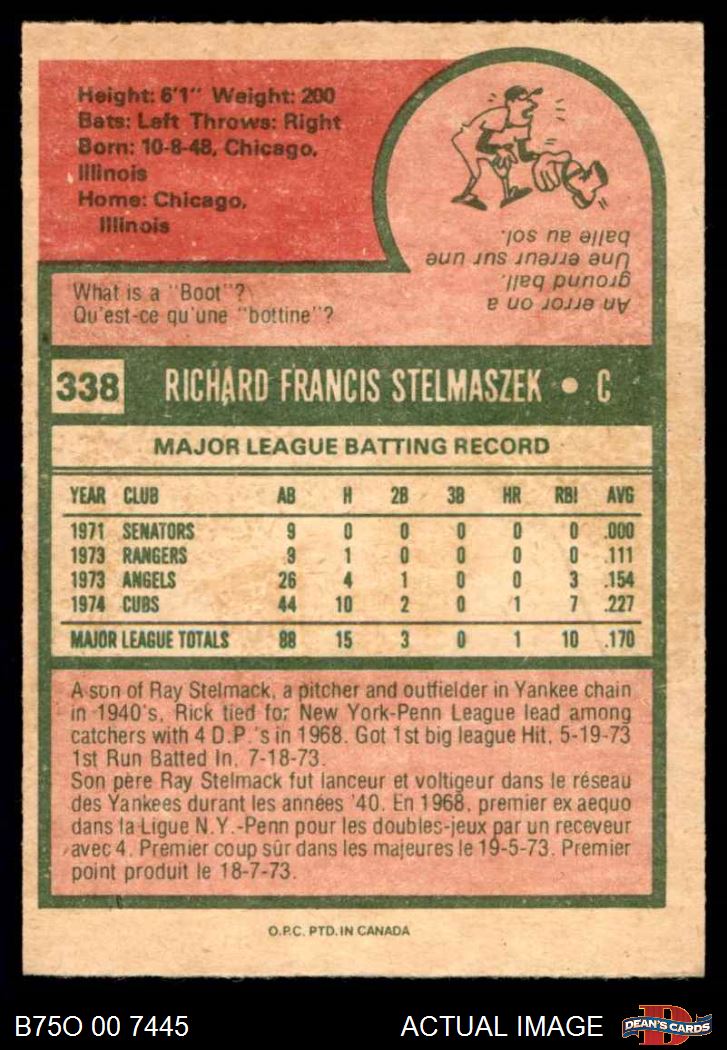 Height: 6'1" Weight: 200
Bats: Left Throws: Right
Born: 10-8-48, Chicago,
Illinois
Home: Chicago,
Illinois
What is a "Boot"?
Qu'est-ce qu'une "bottine"?
An error on a
ground ball.
Une erreur sur une
balle au sol.
338 RICHARD FRANCIS STELMASZEK • C
MAJOR LEAGUE BATTING RECORD
YEAR CLUB AB H 2B 3B HR RBI AVG
1971 SENATORS 9 0 0 0 0 0 .000
1973 RANGERS 9 1 0 0 0 0 .111
1973 ANGELS 26 4 1 0 0 3 .154
1974 CUBS 44 10 2 0 1 7 .227
MAJOR LEAGUE TOTALS 88 15 3 0 1 10 .170
A son of Ray Stelmack, a pitcher and outfielder in Yankee chain
in 1940's, Rick tied for New York-Penn League lead among
catchers with 4 D.P.'s in 1968. Got 1st big league Hit, 5-19-73
1st Run Batted In, 7-18-73.
Son père Ray Stelmack fut lanceur et voltigeur dans le réseau
des Yankees durant les années '40. En 1968, premier ex aequo
dans la Ligue N.Y.-Penn pour les doubles-jeux par un receveur
avec 4. Premier coup sûr dans les majeures le 19-5-73. Premier
point produit le 18-7-73.
O.P.C. PTD. IN CANADA
B75O 00 7445
ACTUAL IMAGE
DEAN'S CARDS